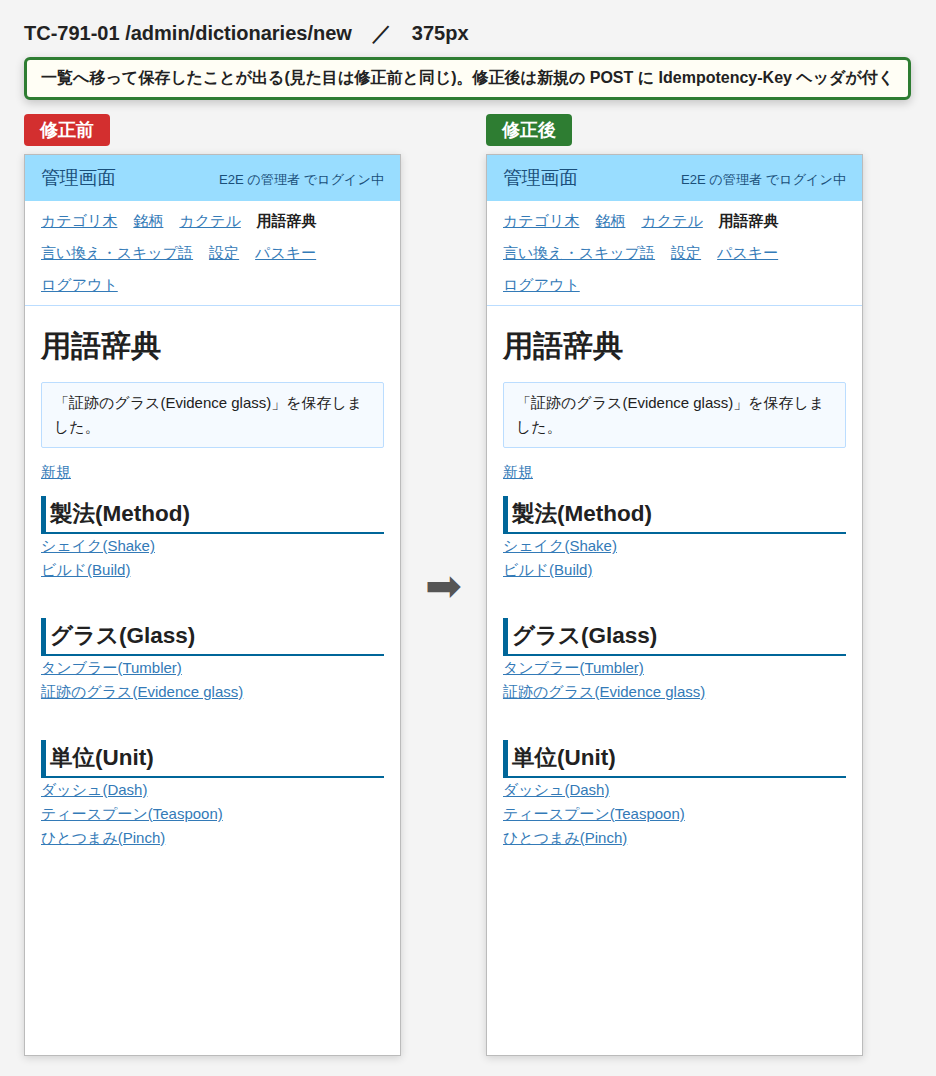 TC-791-01 /admin/dictionaries/new ／ 375px
一覧へ移って保存したことが出る(見た目は修正前と同じ)。修正後は新規の POST に Idempotency-Key ヘッダが付く
修正前
管理画面 E2E の管理者 でログイン中
カテゴリ木 銘柄 カクテル 用語辞典
言い換え・スキップ語 設定 パスキー
ログアウト
用語辞典
「証跡のグラス(Evidence glass)」を保存しま
した。
新規
製法(Method)
シェイク(Shake)
ビルド(Build)
グラス(Glass)
タンブラー(Tumbler)
証跡のグラス(Evidence glass)
単位(Unit)
ダッシュ(Dash)
ティースプーン(Teaspoon)
ひとつまみ(Pinch)
➡
修正後
管理画面 E2E の管理者 でログイン中
カテゴリ木 銘柄 カクテル 用語辞典
言い換え・スキップ語 設定 パスキー
ログアウト
用語辞典
「証跡のグラス(Evidence glass)」を保存しま
した。
新規
製法(Method)
シェイク(Shake)
ビルド(Build)
グラス(Glass)
タンブラー(Tumbler)
証跡のグラス(Evidence glass)
単位(Unit)
ダッシュ(Dash)
ティースプーン(Teaspoon)
ひとつまみ(Pinch)